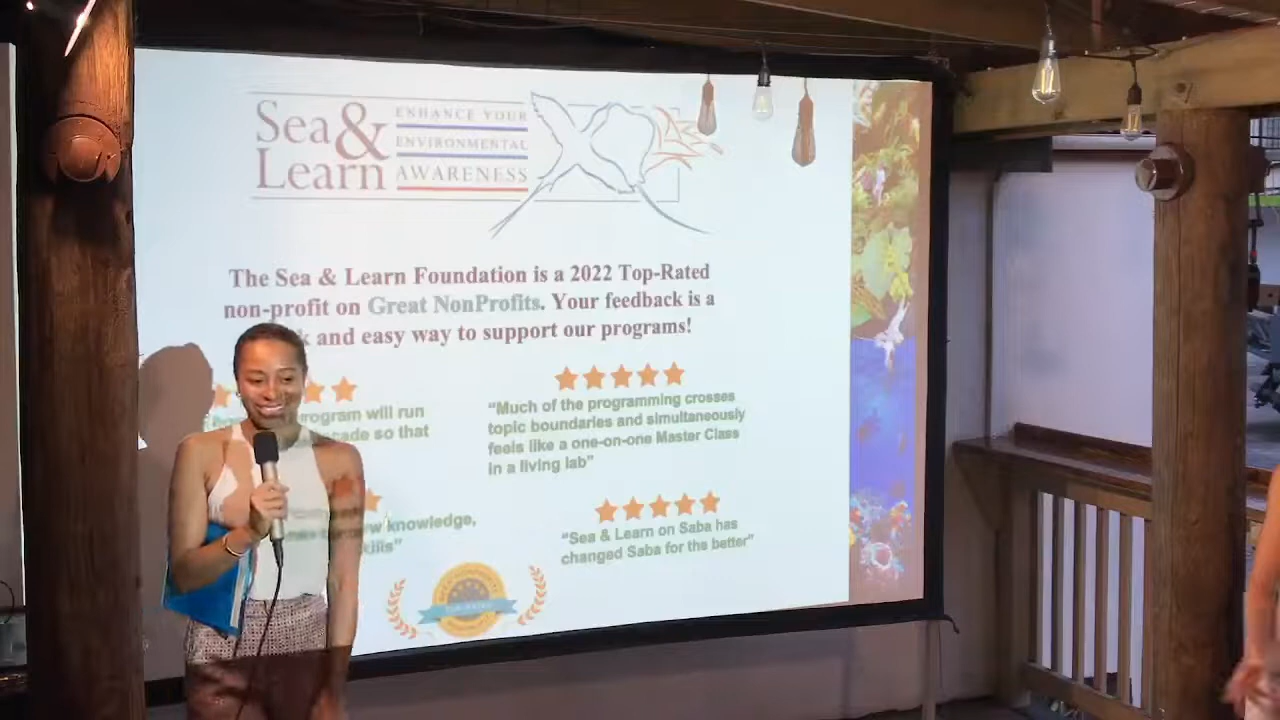 Sea &
Learn
ENHANCE YOUR
ENVIRONMENTAL
AWARENESS
The Sea & Learn Foundation is a 2022 Top-Rated
non-profit on Great NonProfits. Your feedback is a
and easy way to support our programs!
program will run
so that
"Much of the programming crosses
topic boundaries and simultaneously
feels like a one-on-one Master Class
in a living lab"
knowledge,
"Sea & Learn on Saba has
changed Saba for the better"